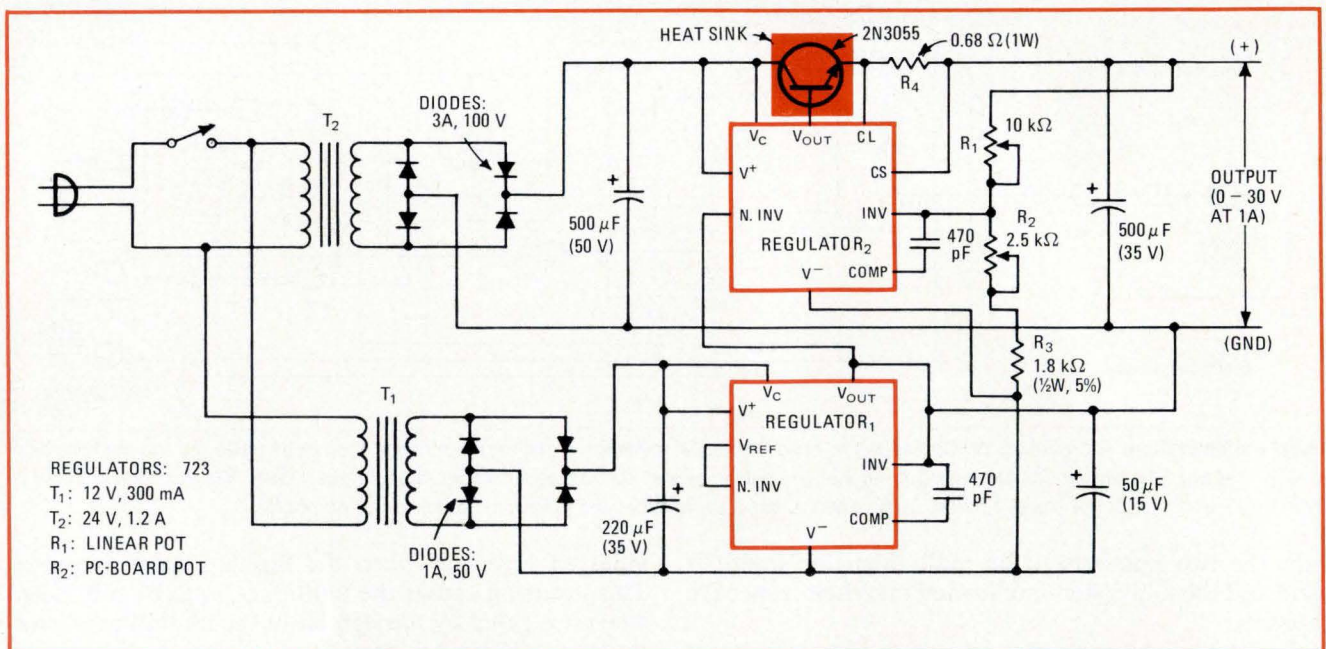 HEAT SINK
2N3055
0.68 Ω (1W)
R4
(+)
DIODES:
3A, 100 V
T2
VC
VOUT
CL
V+
CS
N. INV
INV
REGULATOR2
COMP
V−
470
pF
500 μF
(50 V)
10 kΩ
R1
R2
2.5 kΩ
500 μF
(35 V)
OUTPUT
(0 – 30 V
AT 1A)
(GND)
R3
1.8 kΩ
(½W, 5%)
T1
VC
VOUT
V+
REGULATOR1
VREF
N. INV
INV
COMP
V−
470
pF
220 μF
(35 V)
50 μF
(15 V)
DIODES:
1A, 50 V
REGULATORS: 723
T1: 12 V, 300 mA
T2: 24 V, 1.2 A
R1: LINEAR POT
R2: PC-BOARD POT